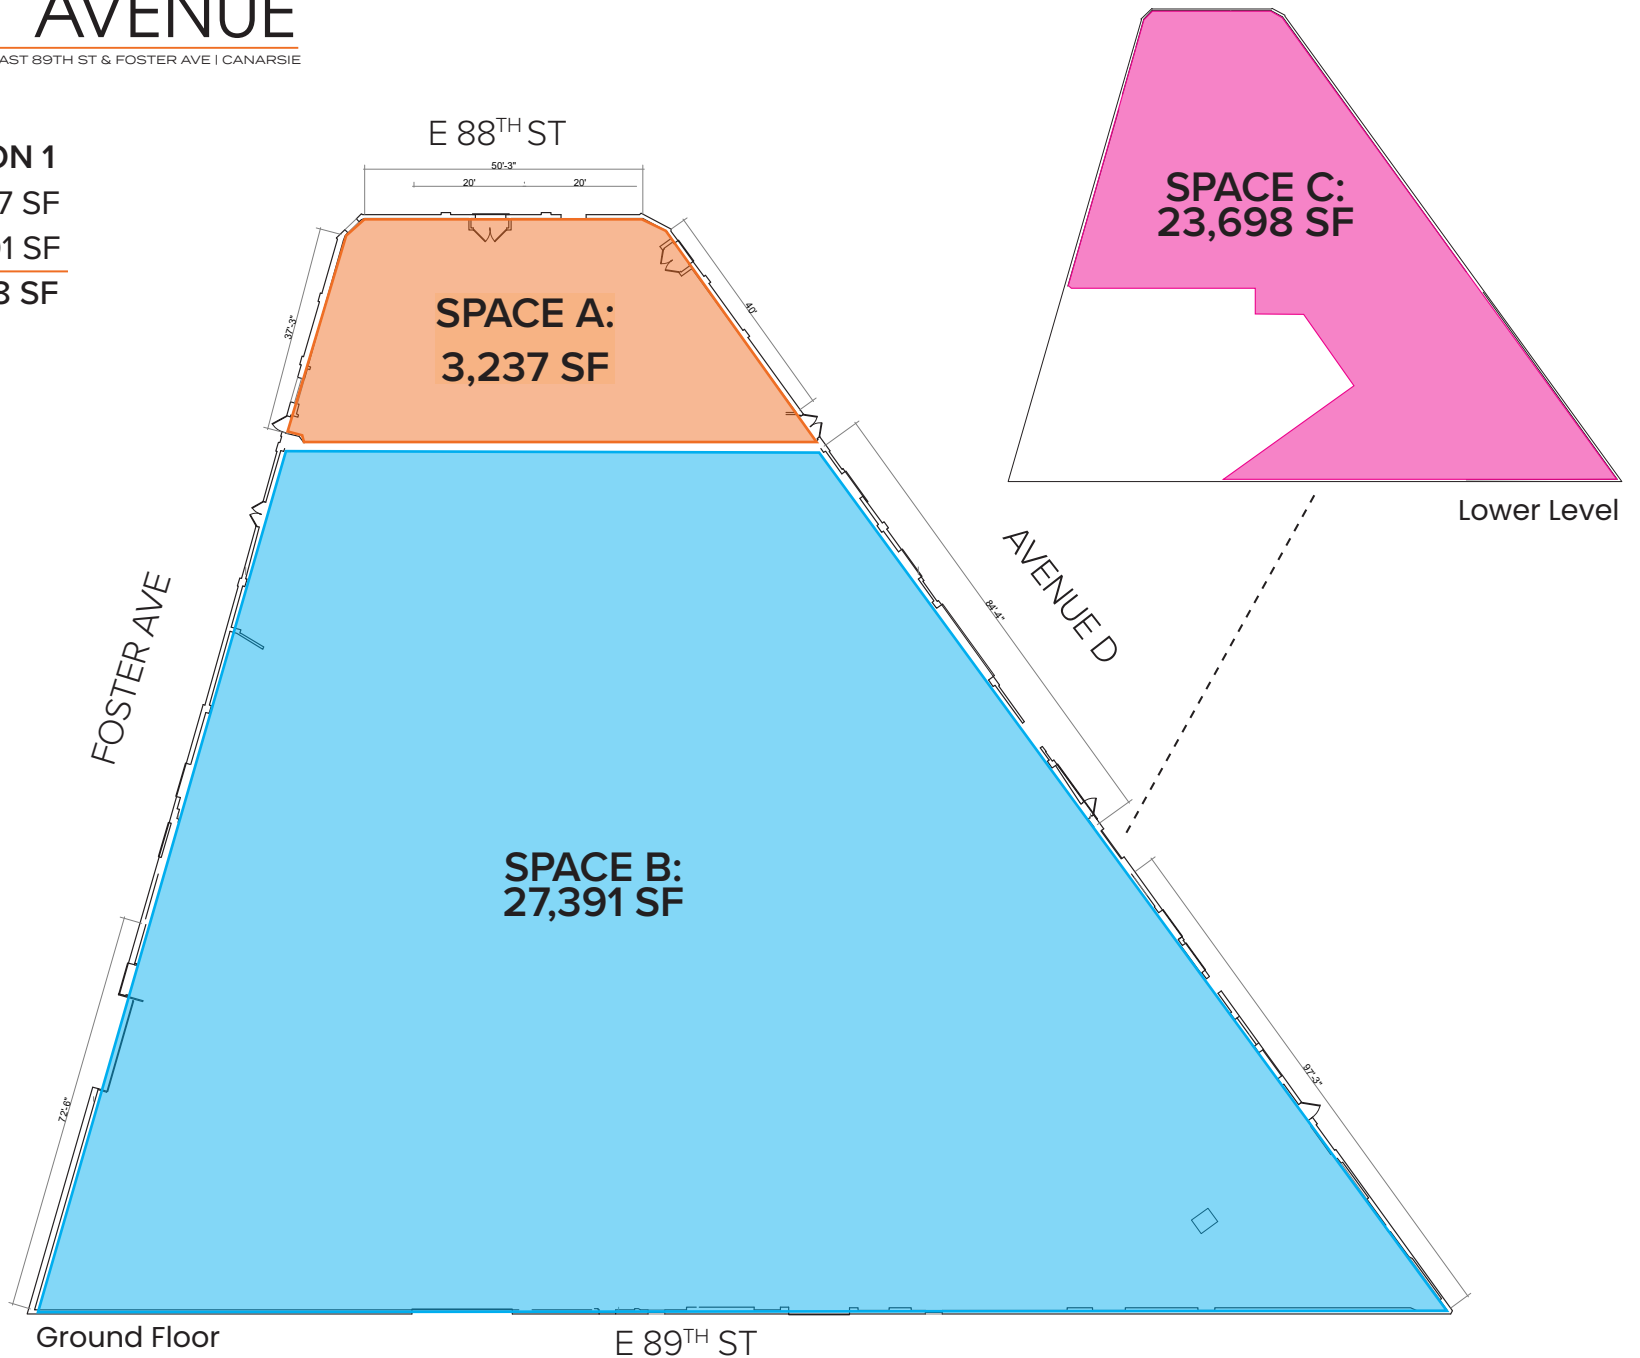 AVENUE
AST 89TH ST & FOSTER AVE | CANARSIE
ON 1
7 SF
1 SF
3 SF
E 88TH ST
50'-3"
20' 20'
37'-3"
40'
SPACE A:
3,237 SF
SPACE C:
23,698 SF
Lower Level
FOSTER AVE
AVENUE D
84'-4"
SPACE B:
27,391 SF
72'-6"
97'-3"
Ground Floor
E 89TH ST